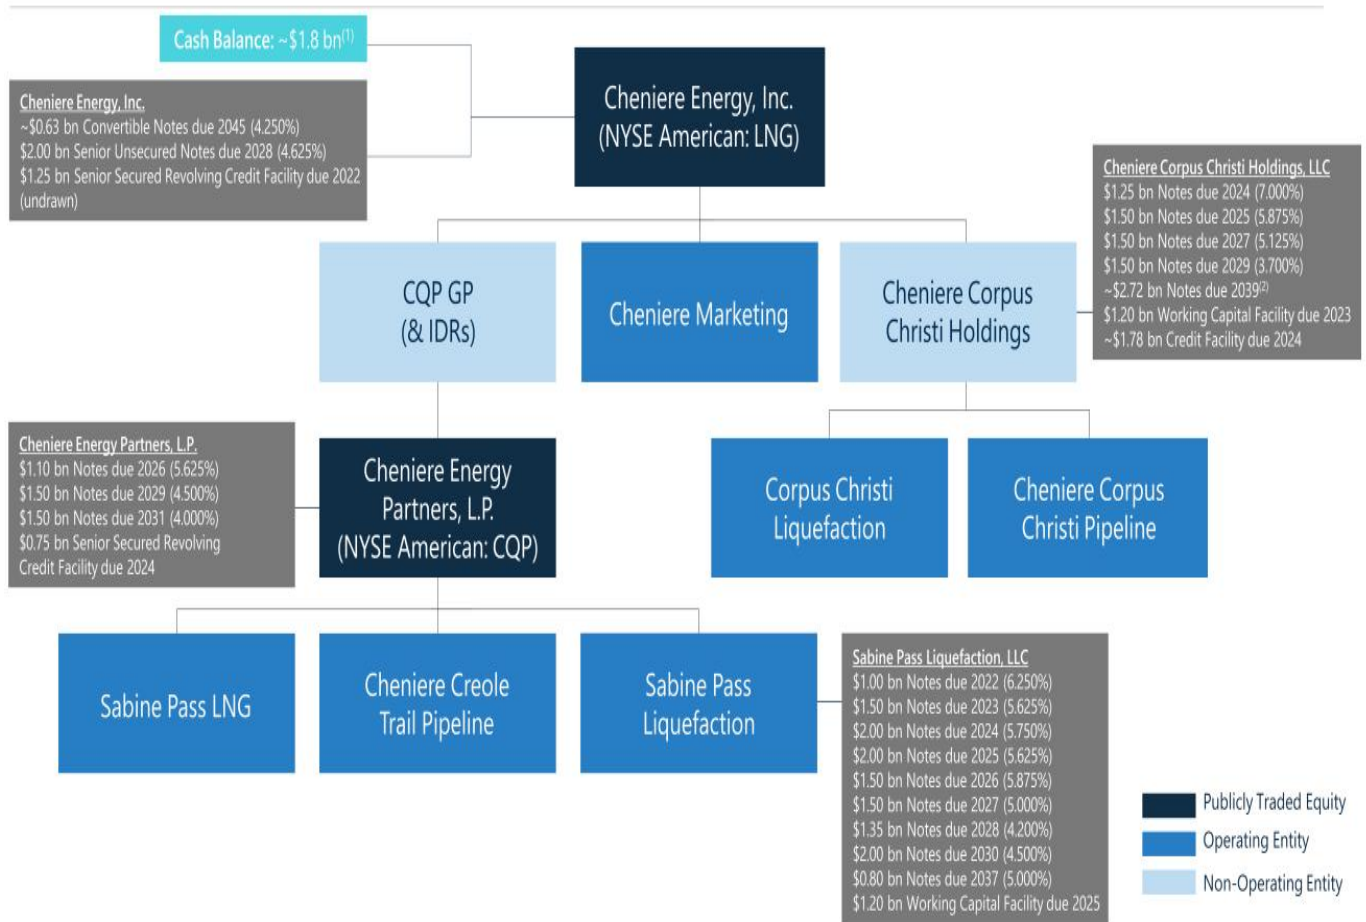 Cash Balance: ~$1.8 bn(1)
Cheniere Energy, Inc.
~$0.63 bn Convertible Notes due 2045 (4.250%)
$2.00 bn Senior Unsecured Notes due 2028 (4.625%)
$1.25 bn Senior Secured Revolving Credit Facility due 2022
(undrawn)
Cheniere Energy, Inc.
(NYSE American: LNG)
Cheniere Corpus Christi Holdings, LLC
$1.25 bn Notes due 2024 (7.000%)
$1.50 bn Notes due 2025 (5.875%)
$1.50 bn Notes due 2027 (5.125%)
$1.50 bn Notes due 2029 (3.700%)
~$2.72 bn Notes due 2039(2)
$1.20 bn Working Capital Facility due 2023
~$1.78 bn Credit Facility due 2024
CQP GP
(& IDRs)
Cheniere Marketing
Cheniere Corpus
Christi Holdings
Cheniere Energy Partners, L.P.
$1.10 bn Notes due 2026 (5.625%)
$1.50 bn Notes due 2029 (4.500%)
$1.50 bn Notes due 2031 (4.000%)
$0.75 bn Senior Secured Revolving
Credit Facility due 2024
Cheniere Energy
Partners, L.P.
(NYSE American: CQP)
Corpus Christi
Liquefaction
Cheniere Corpus
Christi Pipeline
Sabine Pass LNG
Cheniere Creole
Trail Pipeline
Sabine Pass
Liquefaction
Sabine Pass Liquefaction, LLC
$1.00 bn Notes due 2022 (6.250%)
$1.50 bn Notes due 2023 (5.625%)
$2.00 bn Notes due 2024 (5.750%)
$2.00 bn Notes due 2025 (5.625%)
$1.50 bn Notes due 2026 (5.875%)
$1.50 bn Notes due 2027 (5.000%)
$1.35 bn Notes due 2028 (4.200%)
$2.00 bn Notes due 2030 (4.500%)
$0.80 bn Notes due 2037 (5.000%)
$1.20 bn Working Capital Facility due 2025
Publicly Traded Equity
Operating Entity
Non-Operating Entity